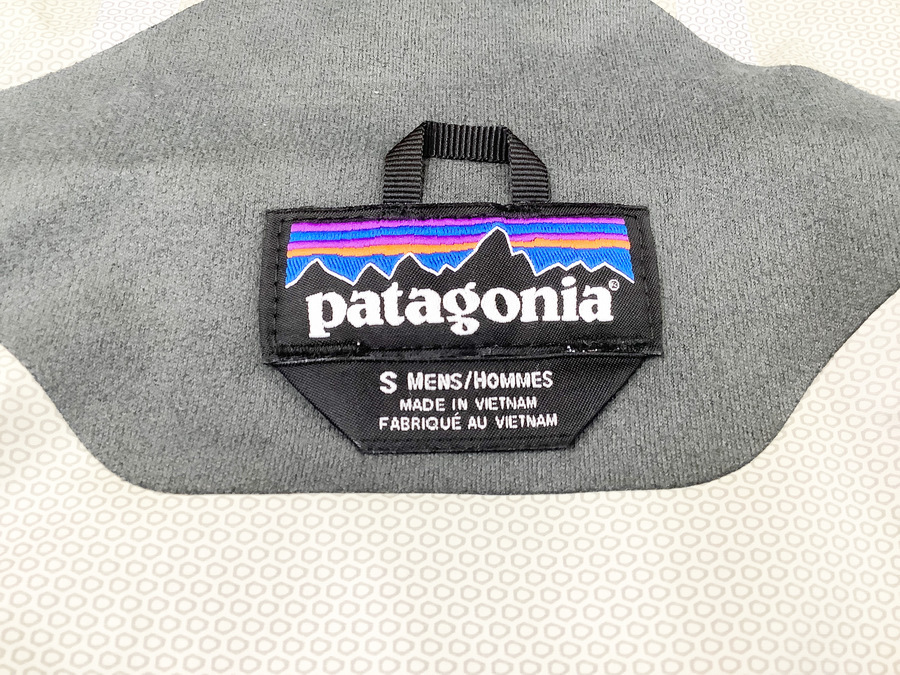 patagonia®
S MENS/HOMMES
MADE IN VIETNAM
FABRIQUÉ AU VIETNAM